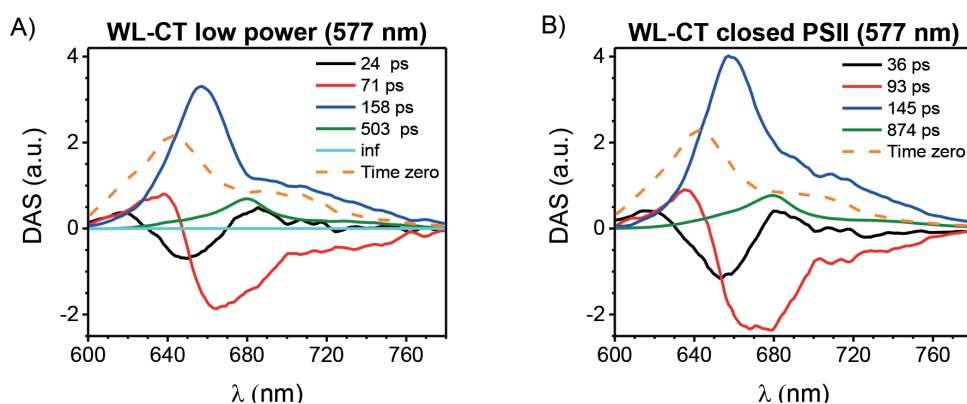 A)
WL-CT low power (577 nm)
24 ps
71 ps
158 ps
503 ps
inf
Time zero
DAS (a.u.)
4
2
0
-2
600 640 680 720 760
λ (nm)
B)
WL-CT closed PSII (577 nm)
36 ps
93 ps
145 ps
874 ps
Time zero
DAS (a.u.)
4
2
0
-2
600 640 680 720 760
λ (nm)